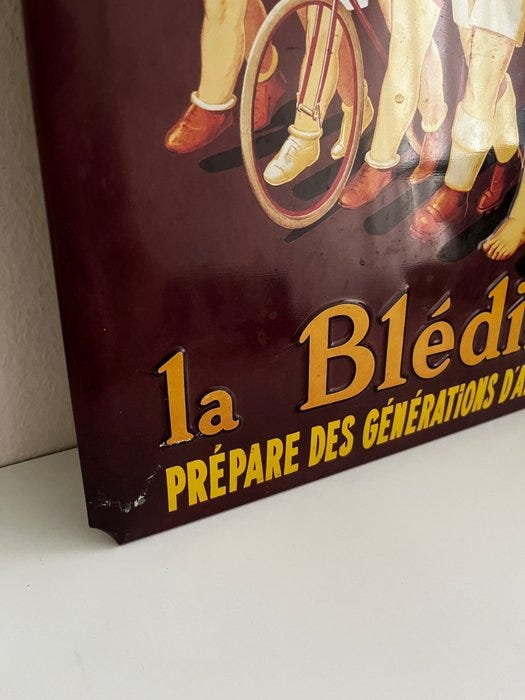 la Blédi
PRÉPARE DES GÉNÉRATIONS D'A